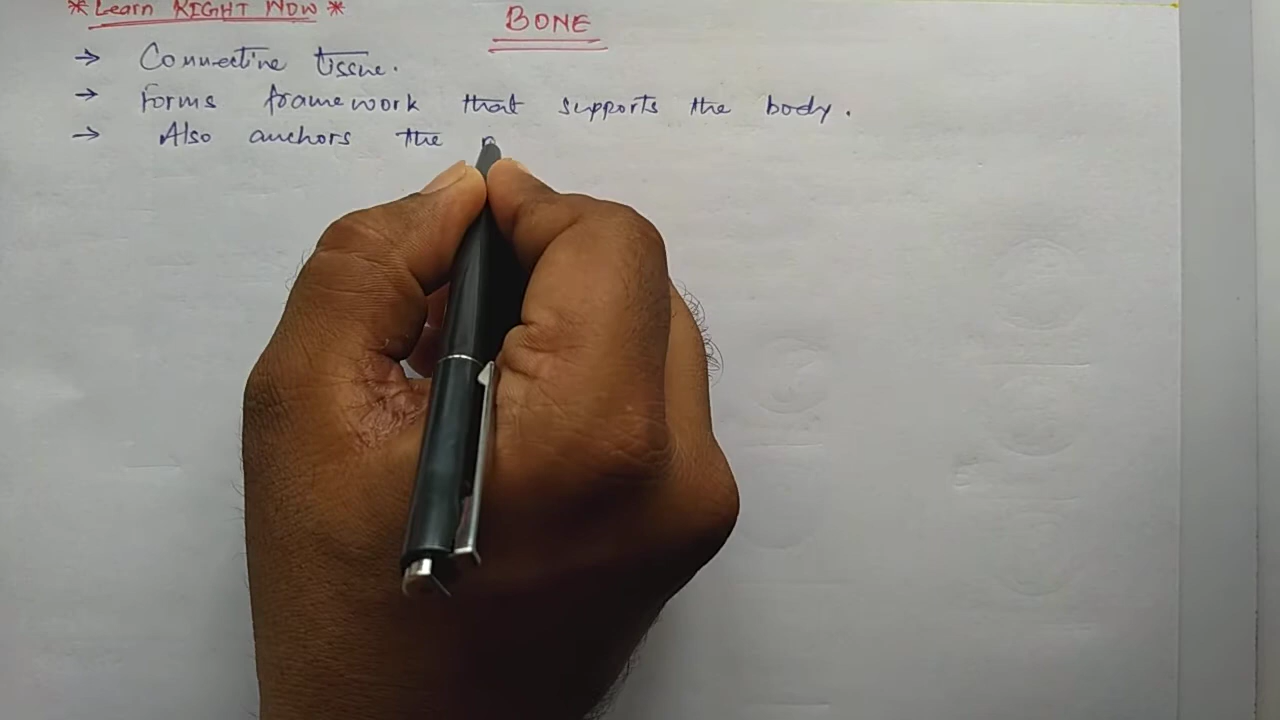 *Learn RIGHT NOW*
BONE
→ Connective tissue.
→ Forms framework that supports the body.
→ Also anchors the